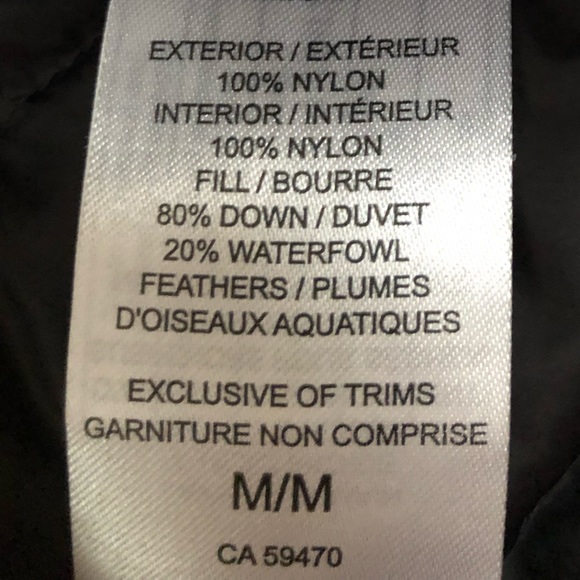 EXTERIOR / EXTÉRIEUR
100% NYLON
INTERIOR / INTÉRIEUR
100% NYLON
FILL / BOURRE
80% DOWN / DUVET
20% WATERFOWL
FEATHERS / PLUMES
D'OISEAUX AQUATIQUES
EXCLUSIVE OF TRIMS
GARNITURE NON COMPRISE
M/M
CA 59470